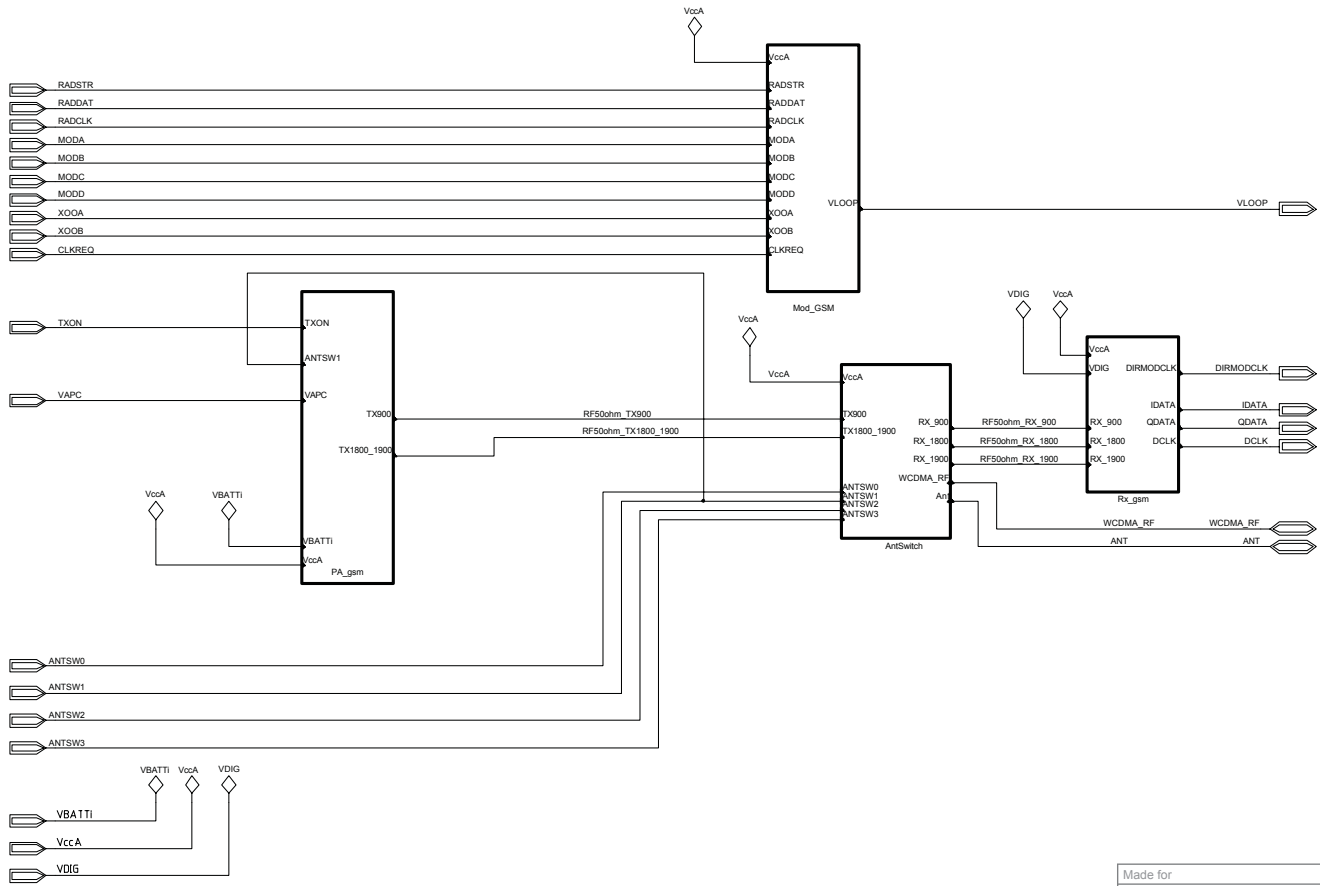 VccA
VccA
RADSTR RADSTR
RADDAT RADDAT
RADCLK RADCLK
MODA MODA
MODB MODB
MODC MODC
MODD MODD
VLOOP VLOOP
XOOA XOOA
XOOB XOOB
CLKREQ CLKREQ
Mod_GSM
TXON TXON
ANTSW1
VAPC VAPC
TX900
TX1800_1900
VccA VBATTi
VBATTi
VccA
PA_gsm
VccA
VccA VccA
RF50ohm_TX900 TX900
RF50ohm_TX1800_1900 TX1800_1900
RX_900
RX_1800
RX_1900
WCDMA_RF
Ant
ANTSW0
ANTSW1
ANTSW2
ANTSW3
AntSwitch
VDIG VccA
VccA
VDIG
DIRMODCLK DIRMODCLK
IDATA IDATA
QDATA QDATA
DCLK DCLK
RF50ohm_RX_900 RX_900
RF50ohm_RX_1800 RX_1800
RF50ohm_RX_1900 RX_1900
Rx_gsm
WCDMA_RF WCDMA_RF
ANT ANT
ANTSW0
ANTSW1
ANTSW2
ANTSW3
VBATTi VccA VDIG
VBATTi
VccA
VDIG
Made for